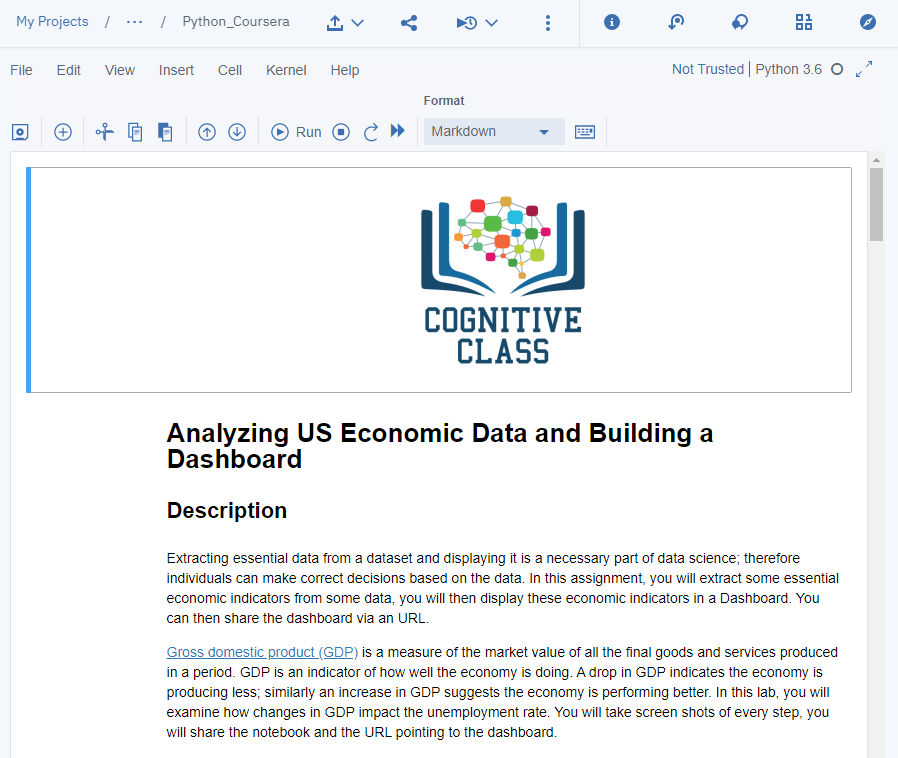 My Projects / ... / Python_Coursera
File Edit View Insert Cell Kernel Help Not Trusted | Python 3.6
Format
Run Markdown
COGNITIVE
CLASS
Analyzing US Economic Data and Building a
Dashboard
Description
Extracting essential data from a dataset and displaying it is a necessary part of data science; therefore
individuals can make correct decisions based on the data. In this assignment, you will extract some essential
economic indicators from some data, you will then display these economic indicators in a Dashboard. You
can then share the dashboard via an URL.
Gross domestic product (GDP) is a measure of the market value of all the final goods and services produced
in a period. GDP is an indicator of how well the economy is doing. A drop in GDP indicates the economy is
producing less; similarly an increase in GDP suggests the economy is performing better. In this lab, you will
examine how changes in GDP impact the unemployment rate. You will take screen shots of every step, you
will share the notebook and the URL pointing to the dashboard.